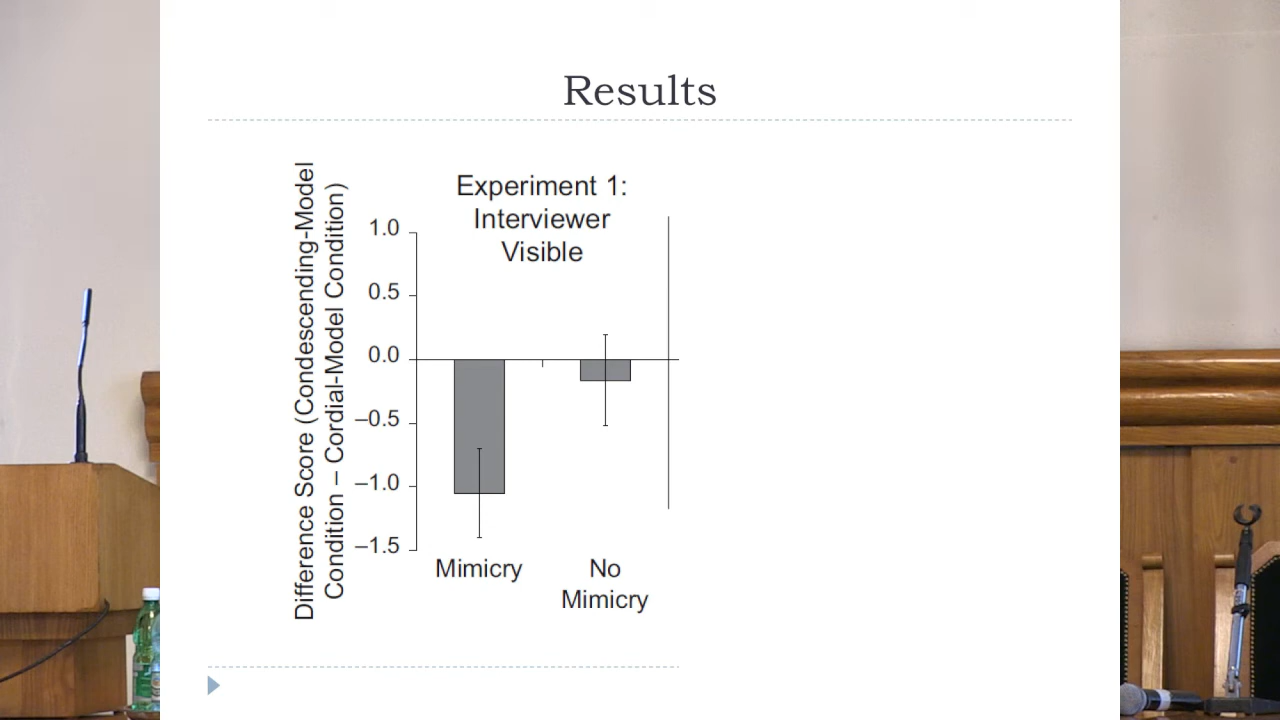 Results
Experiment 1:
Interviewer
Visible
Difference Score (Condescending-Model
Condition – Cordial-Model Condition)
1.0
0.5
0.0
–0.5
–1.0
–1.5
Mimicry
No
Mimicry